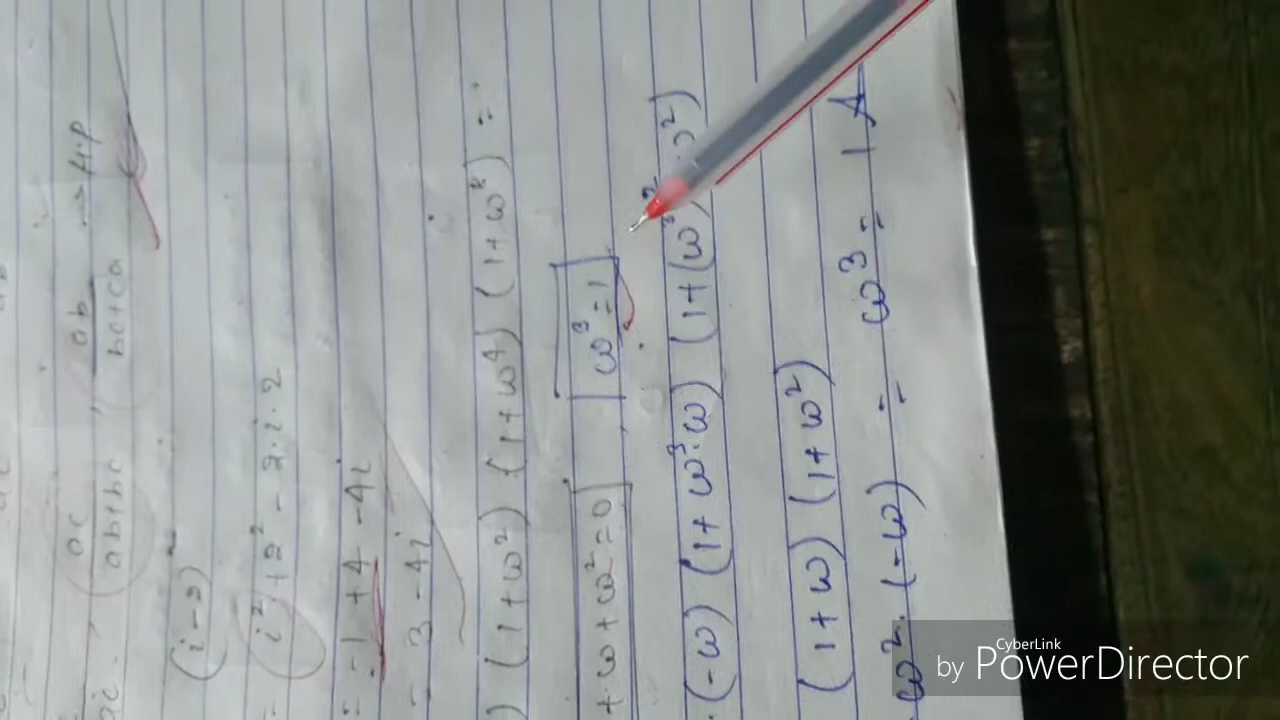 ac / ab+bc , ab / bc+ca → H.P
(i-2)²
i² + 2² - 2·i·2
= -1 + 4 - 4i
3 - 4i
) (1+ω²) (1+ω⁴) (1+ω⁸) =
+ω+ω²=0 , ω³=1
·(-ω) (1+ω³·ω) (1+(ω³)²·ω²)
(1+ω) (1+ω²)
ω²·(-ω) = ω³ = 1 A
CyberLink
by PowerDirector